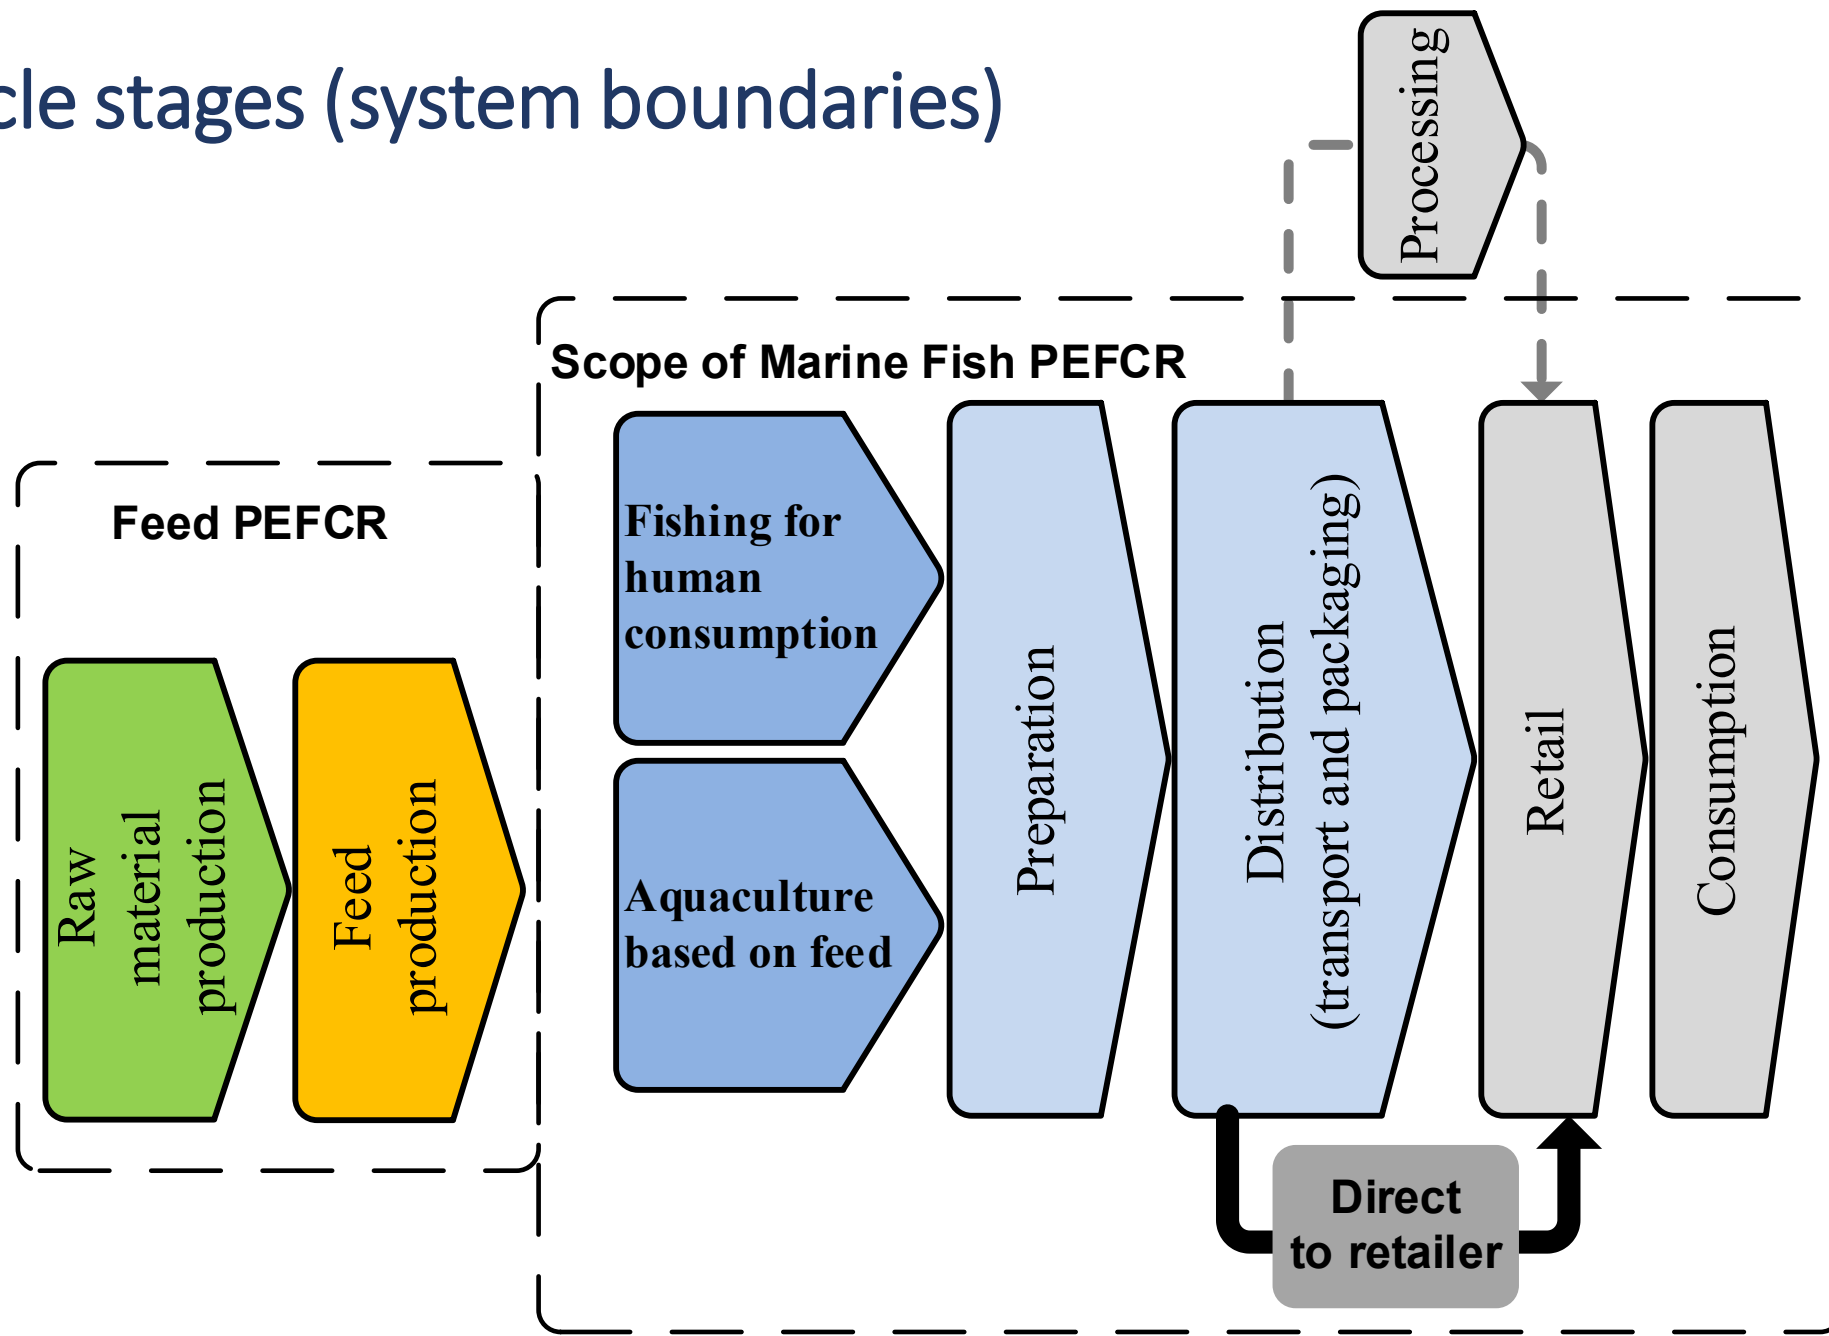 cle stages (system boundaries)
Processing
Scope of Marine Fish PEFCR
Feed PEFCR
Raw
material
production
Feed
production
Fishing for
human
consumption
Aquaculture
based on feed
Preparation
Distribution
(transport and packaging)
Retail
Consumption
Direct
to retailer